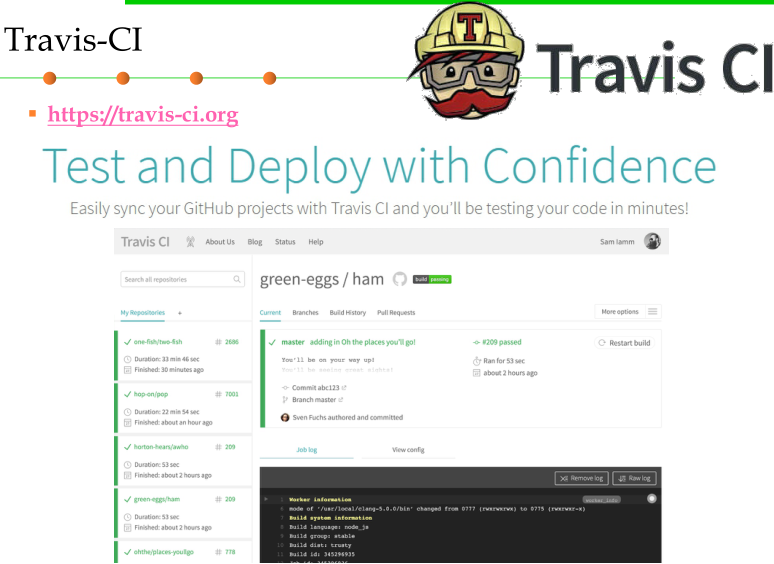 Travis-CI
T
Travis CI
https://travis-ci.org
Test and Deploy with Confidence
Easily sync your GitHub projects with Travis CI and you'll be testing your code in minutes!
Travis CI About Us Blog Status Help Sam Iamm
Search all repositories
green-eggs / ham build passing
My Repositories +
Current Branches Build History Pull Requests More options
one-fish/two-fish # 2686
Duration: 33 min 46 sec
Finished: 30 minutes ago
master adding in Oh the places you'll go!
You'll be on your way up!
You'll be seeing great sights!
Commit abc123
Branch master
Sven Fuchs authored and committed
#209 passed
Ran for 53 sec
about 2 hours ago
Restart build
hop-on/pop # 7001
Duration: 22 min 54 sec
Finished: about an hour ago
horton-hears/awho # 209
Duration: 53 sec
Finished: about 2 hours ago
green-eggs/ham # 209
Duration: 53 sec
Finished: about 2 hours ago
ohthe/places-youllgo # 778
Job log View config
Remove log Raw log
1 Worker information worker_info
6 mode of '/usr/local/clang-5.0.0/bin' changed from 0777 (rwxrwxrwx) to 0775 (rwxrwxr-x)
7 Build system information
8 Build language: node_js
9 Build group: stable
10 Build dist: trusty
11 Build id: 345296935